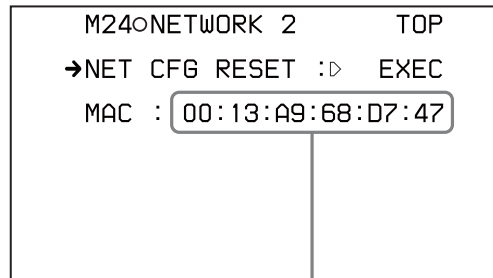 M24○NETWORK 2 TOP
→NET CFG RESET :▷ EXEC
MAC : 00:13:A9:68:D7:47